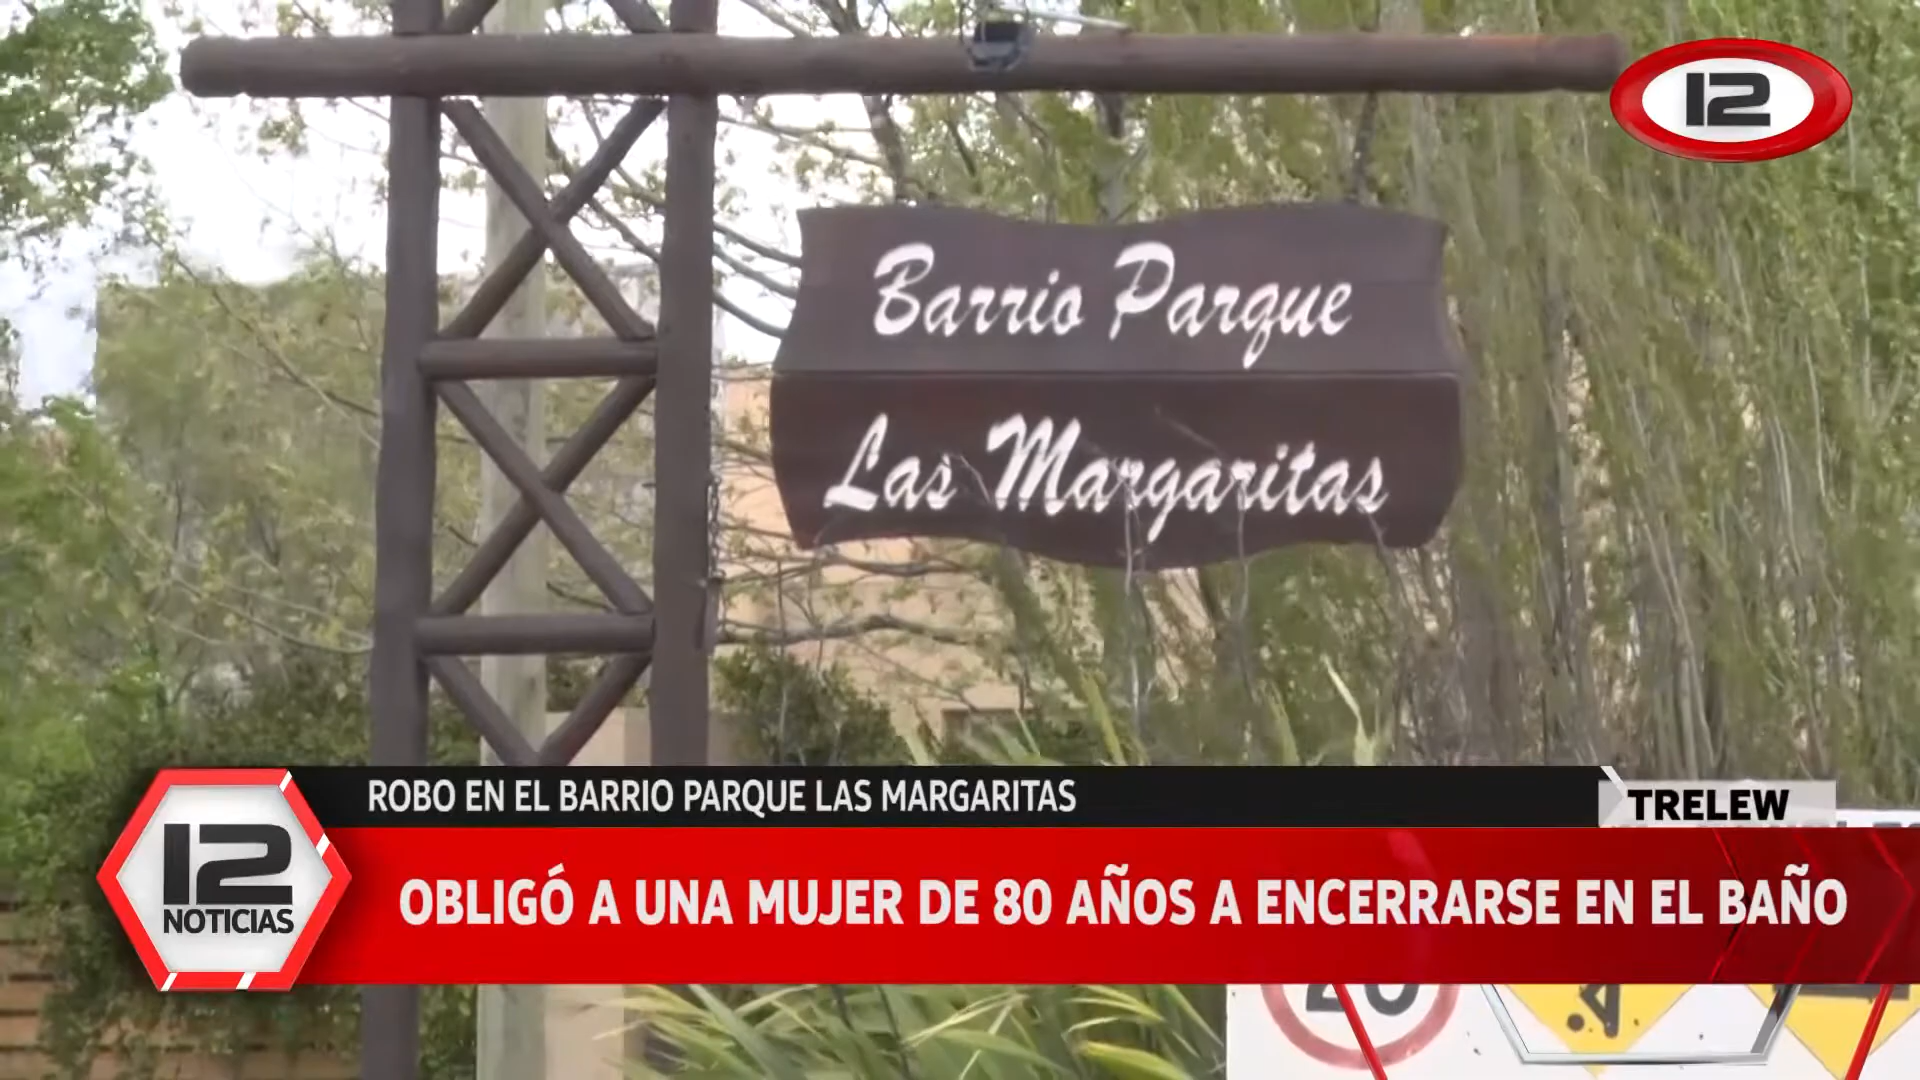 12
Barrio Parque
Las Margaritas
ROBO EN EL BARRIO PARQUE LAS MARGARITAS
TRELEW
12
NOTICIAS
OBLIGÓ A UNA MUJER DE 80 AÑOS A ENCERRARSE EN EL BAÑO